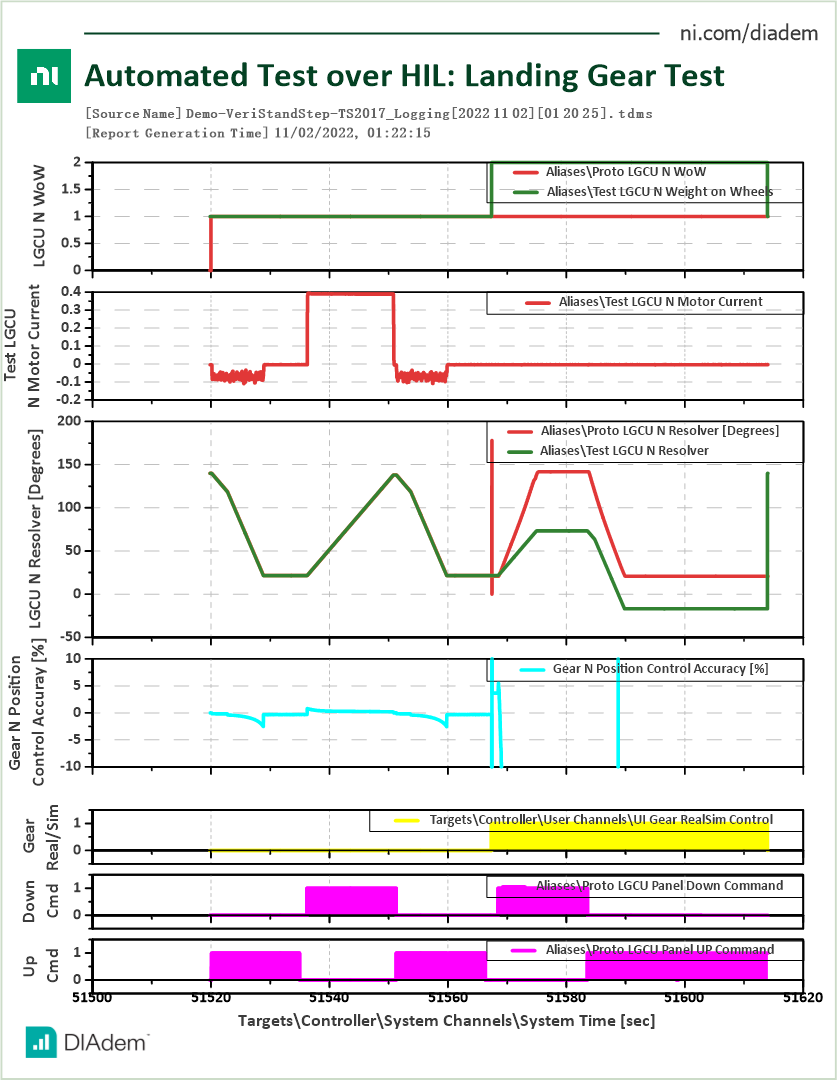 ni.com/diadem
ni
Automated Test over HIL: Landing Gear Test
[Source Name] Demo-VeriStandStep-TS2017_Logging[2022 11 02][01 20 25].tdms
[Report Generation Time] 11/02/2022, 01:22:15
LGCU N WoW
2
1.5
1
0.5
0
Aliases\Proto LGCU N WoW
Aliases\Test LGCU N Weight on Wheels
Test LGCU
N Motor Current
0.4
0.3
0.2
0.1
0
-0.1
-0.2
Aliases\Test LGCU N Motor Current
LGCU N Resolver [Degrees]
200
150
100
50
0
-50
Aliases\Proto LGCU N Resolver [Degrees]
Aliases\Test LGCU N Resolver
Gear N Position
Control Accuray [%]
10
5
0
-5
-10
Gear N Position Control Accuracy [%]
Gear
Real/Sim
1
0
Targets\Controller\User Channels\UI Gear RealSim Control
Down
Cmd
1
0
Aliases\Proto LGCU Panel Down Command
Up
Cmd
1
0
Aliases\Proto LGCU Panel UP Command
51500 51520 51540 51560 51580 51600 51620
Targets\Controller\System Channels\System Time [sec]
DIAdem™